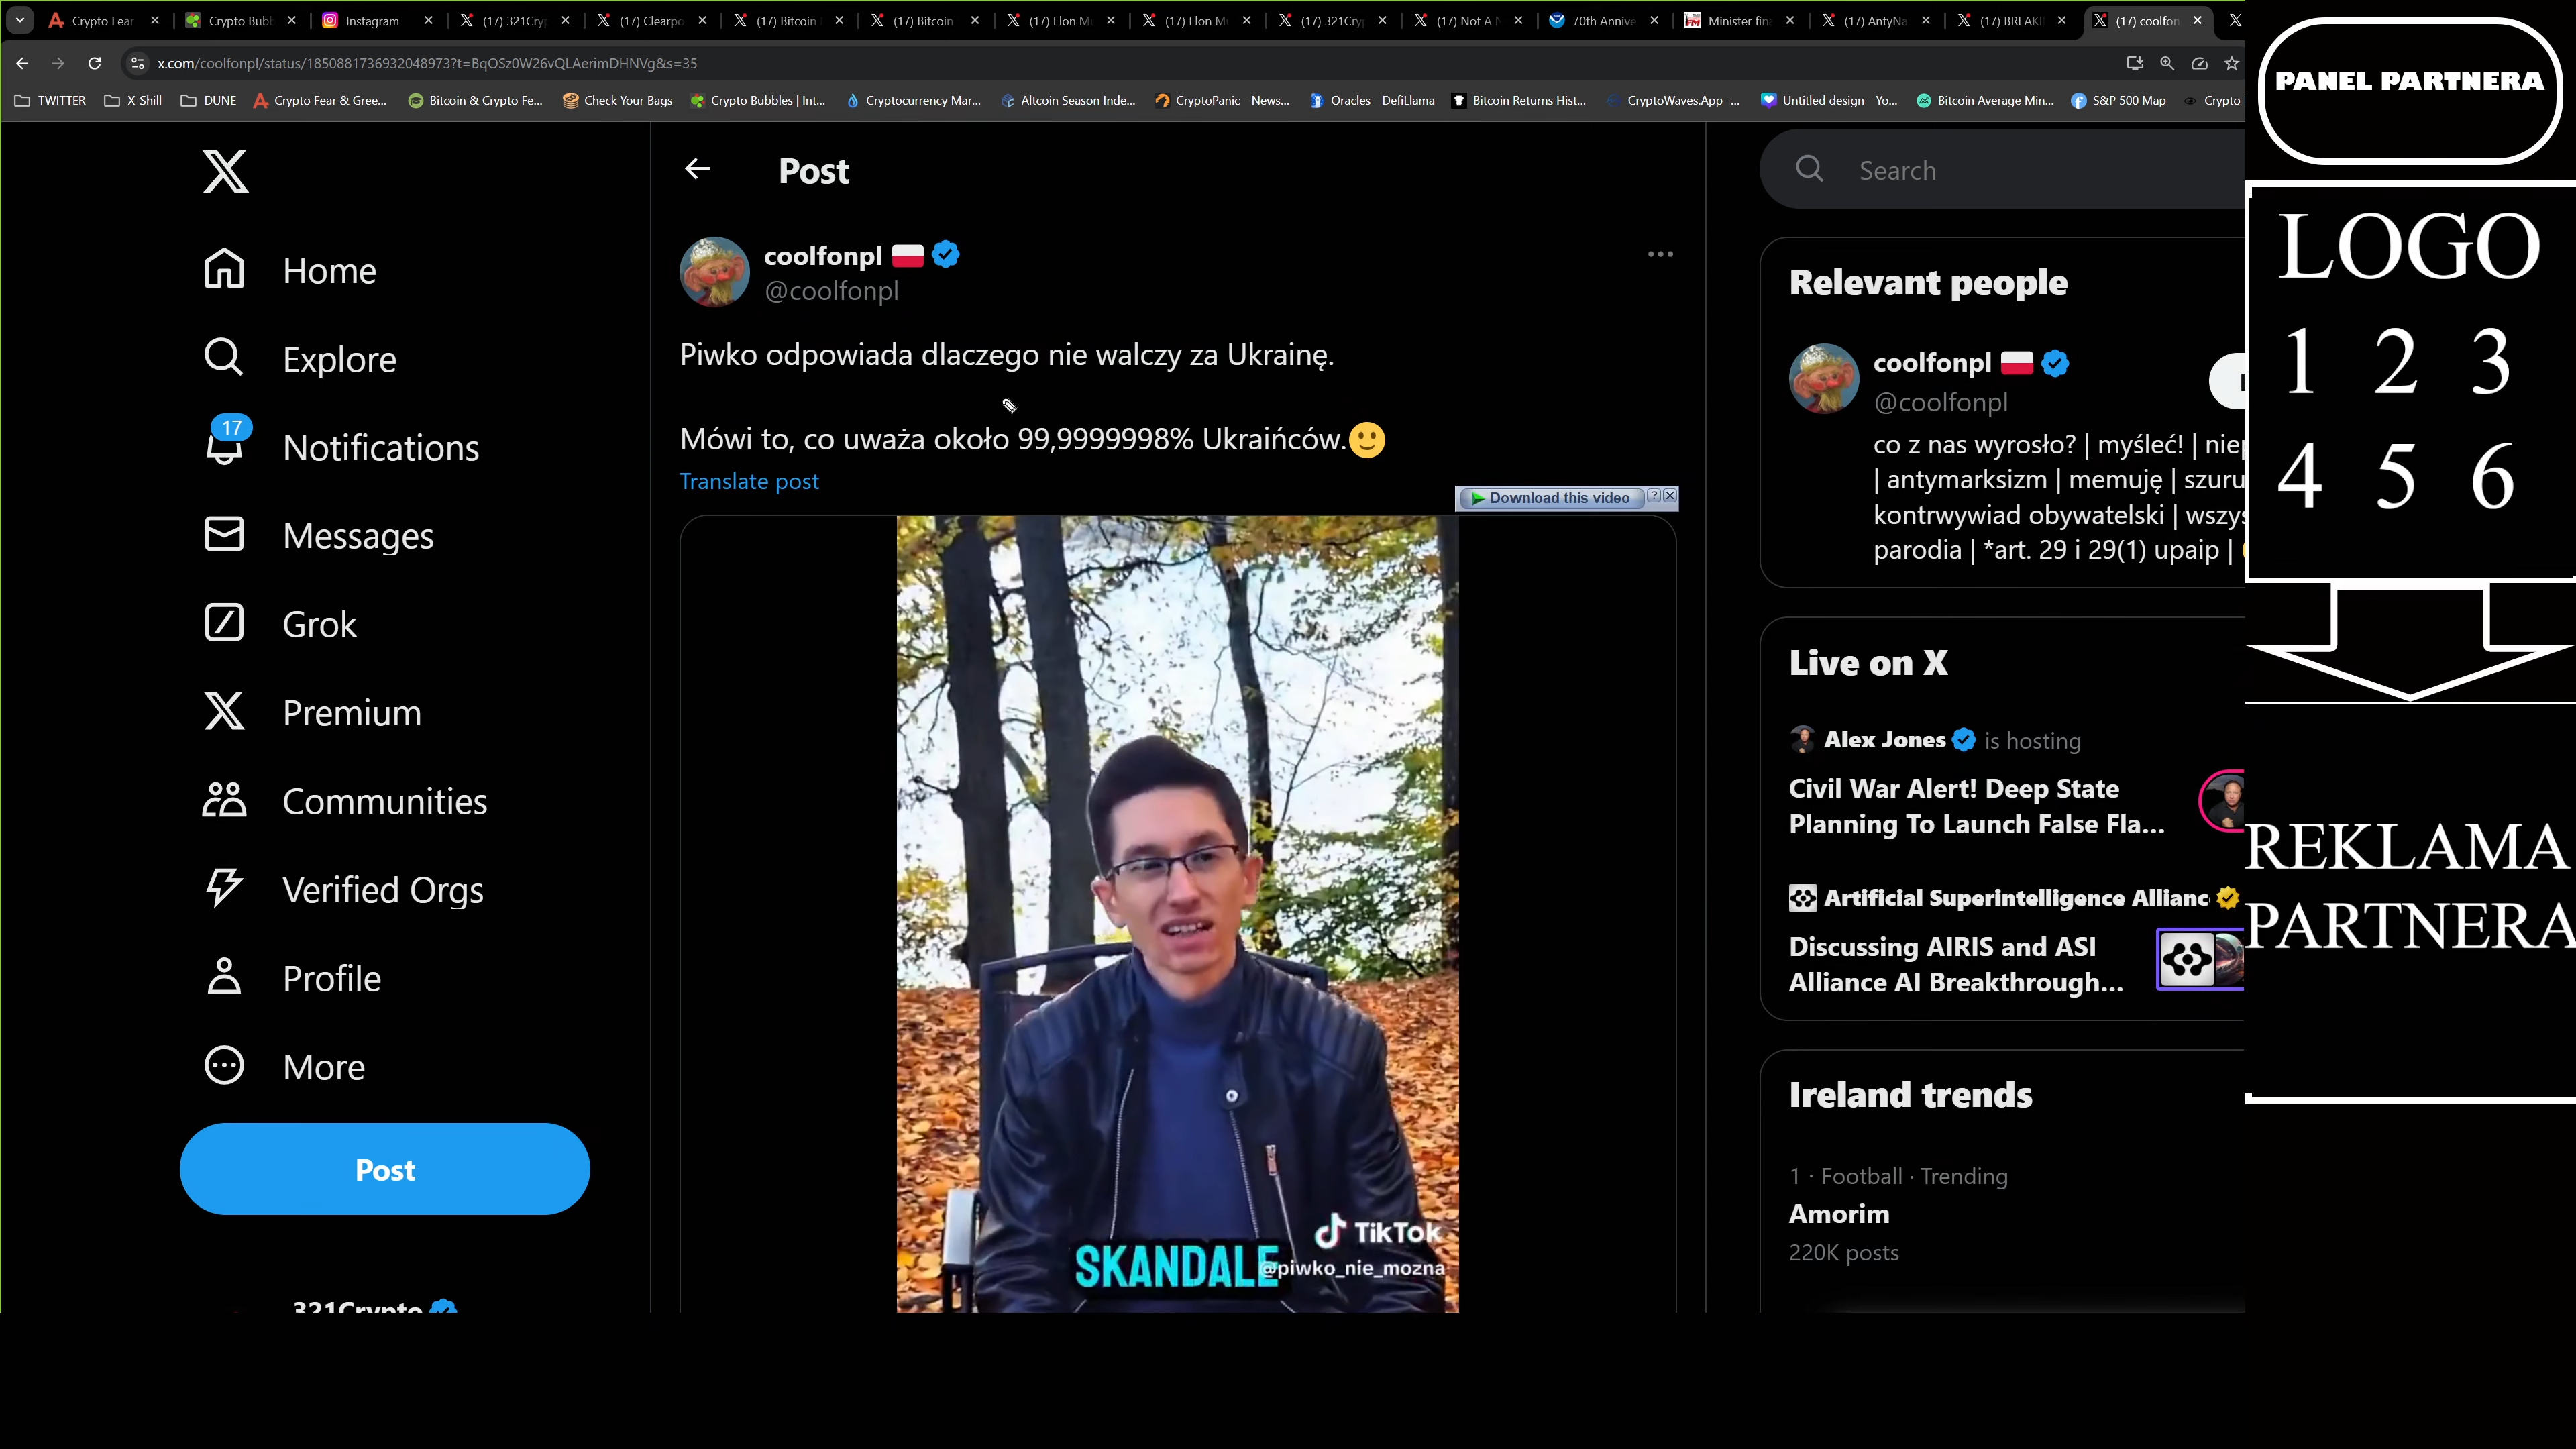 Crypto Fear
Crypto Bubb
Instagram
(17) 321Cryp
(17) Clearpo
(17) Bitcoin
(17) Bitcoin
(17) Elon Mu
(17) Elon Mu
(17) 321Cryp
(17) Not A N
70th Annive
Minister fin
(17) AntyNa
(17) BREAKI
(17) coolfon
x.com/coolfonpl/status/1850881736932048973?t=BqOSz0W26vQLAerimDHNVg&s=35
TWITTER
X-Shill
DUNE
Crypto Fear & Gree...
Bitcoin & Crypto Fe...
Check Your Bags
Crypto Bubbles | Int...
Cryptocurrency Mar...
Altcoin Season Inde...
CryptoPanic - News...
Oracles - DefiLlama
Bitcoin Returns Hist...
CryptoWaves.App -...
Untitled design - Yo...
Bitcoin Average Min...
S&P 500 Map
Crypto
Home
Explore
17
Notifications
Messages
Grok
Premium
Communities
Verified Orgs
Profile
More
Post
321Crypto
Post
coolfonpl
@coolfonpl
Piwko odpowiada dlaczego nie walczy za Ukrainę.
Mówi to, co uważa około 99,9999998% Ukraińców.🙂
Translate post
Download this video
TikTok
@piwko_nie_mozna
SKANDALE
Search
Relevant people
coolfonpl
@coolfonpl
co z nas wyrosło? | myśleć! | niep
| antymarksizm | memuję | szuru
kontrwywiad obywatelski | wszys
parodia | *art. 29 i 29(1) upaip |
Live on X
Alex Jones is hosting
Civil War Alert! Deep State
Planning To Launch False Fla...
Artificial Superintelligence Allianc
Discussing AIRIS and ASI
Alliance AI Breakthrough...
Ireland trends
1 · Football · Trending
Amorim
220K posts
PANEL PARTNERA
LOGO
1 2 3
4 5 6
REKLAMA
PARTNERA